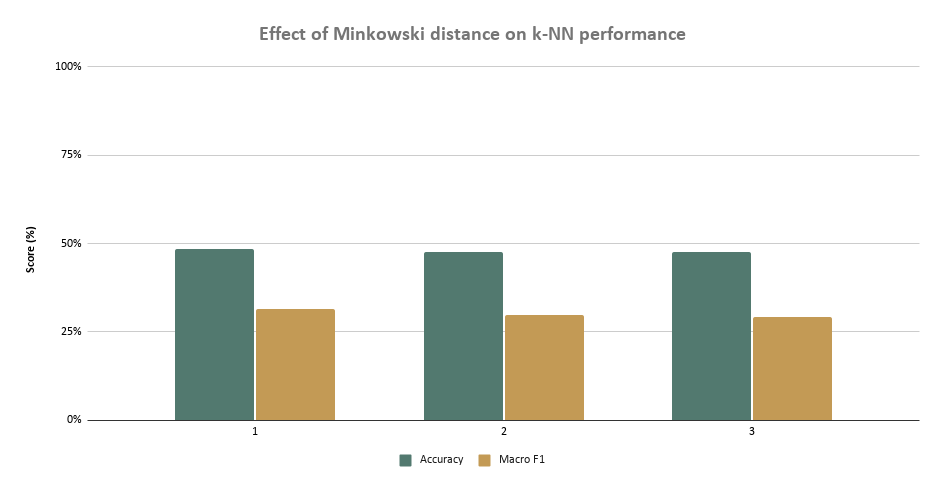 Effect of Minkowski distance on k-NN performance
100%
75%
50%
25%
0%
Score (%)
1 2 3
Accuracy Macro F1